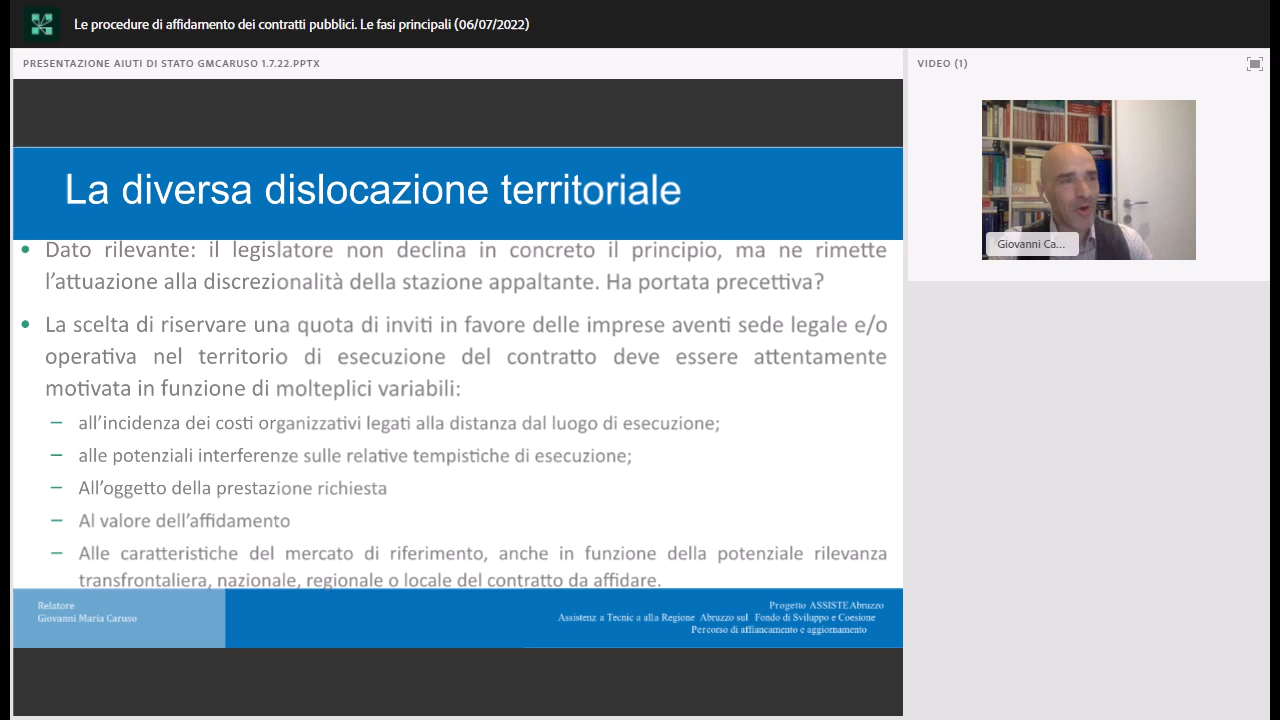 Le procedure di affidamento dei contratti pubblici. Le fasi principali (06/07/2022)
PRESENTAZIONE AIUTI DI STATO GMCARUSO 1.7.22.PPTX
VIDEO (1)
La diversa dislocazione territoriale
• Dato rilevante: il legislatore non declina in concreto il principio, ma ne rimette
l’attuazione alla discrezionalità della stazione appaltante. Ha portata precettiva?
• La scelta di riservare una quota di inviti in favore delle imprese aventi sede legale e/o
operativa nel territorio di esecuzione del contratto deve essere attentamente
motivata in funzione di molteplici variabili:
– all’incidenza dei costi organizzativi legati alla distanza dal luogo di esecuzione;
– alle potenziali interferenze sulle relative tempistiche di esecuzione;
– All’oggetto della prestazione richiesta
– Al valore dell’affidamento
– Alle caratteristiche del mercato di riferimento, anche in funzione della potenziale rilevanza
transfrontaliera, nazionale, regionale o locale del contratto da affidare.
Relatore
Giovanni Maria Caruso
Progetto ASSISTEAbruzzo
Assistenz a Tecnic a alla Regione Abruzzo sul Fondo di Sviluppo e Coesione
Percorso di affiancamento e aggiornamento
Giovanni Ca...